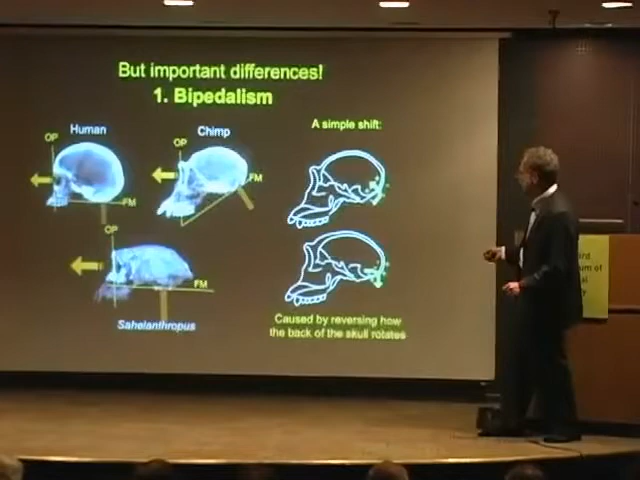 But important differences!
1. Bipedalism
Human
Chimp
A simple shift:
OP
OP
FM
FM
OP
FM
Sahelanthropus
Caused by reversing how
the back of the skull rotates